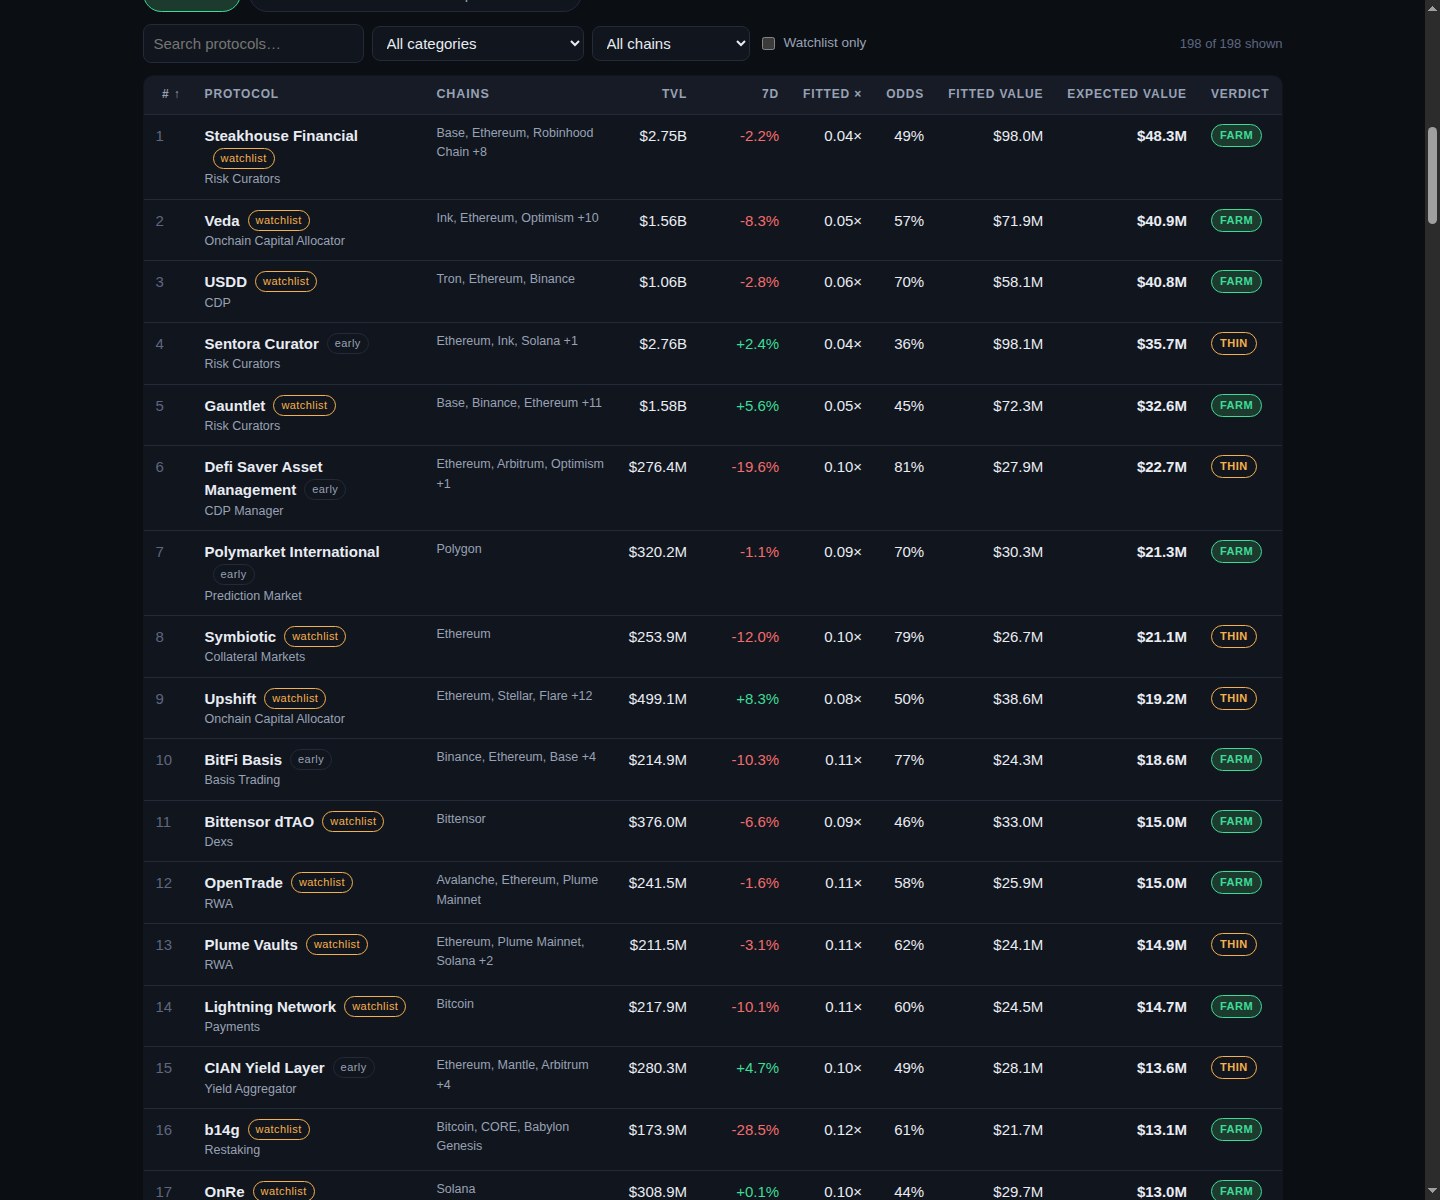 Search protocols…
All categories
All chains
Watchlist only
198 of 198 shown
# ↑ PROTOCOL CHAINS TVL 7D FITTED × ODDS FITTED VALUE EXPECTED VALUE VERDICT
1 Steakhouse Financial watchlist Risk Curators Base, Ethereum, Robinhood Chain +8 $2.75B -2.2% 0.04× 49% $98.0M $48.3M FARM
2 Veda watchlist Onchain Capital Allocator Ink, Ethereum, Optimism +10 $1.56B -8.3% 0.05× 57% $71.9M $40.9M FARM
3 USDD watchlist CDP Tron, Ethereum, Binance $1.06B -2.8% 0.06× 70% $58.1M $40.8M FARM
4 Sentora Curator early Risk Curators Ethereum, Ink, Solana +1 $2.76B +2.4% 0.04× 36% $98.1M $35.7M THIN
5 Gauntlet watchlist Risk Curators Base, Binance, Ethereum +11 $1.58B +5.6% 0.05× 45% $72.3M $32.6M FARM
6 Defi Saver Asset Management early CDP Manager Ethereum, Arbitrum, Optimism +1 $276.4M -19.6% 0.10× 81% $27.9M $22.7M THIN
7 Polymarket International early Prediction Market Polygon $320.2M -1.1% 0.09× 70% $30.3M $21.3M FARM
8 Symbiotic watchlist Collateral Markets Ethereum $253.9M -12.0% 0.10× 79% $26.7M $21.1M THIN
9 Upshift watchlist Onchain Capital Allocator Ethereum, Stellar, Flare +12 $499.1M +8.3% 0.08× 50% $38.6M $19.2M THIN
10 BitFi Basis early Basis Trading Binance, Ethereum, Base +4 $214.9M -10.3% 0.11× 77% $24.3M $18.6M FARM
11 Bittensor dTAO watchlist Dexs Bittensor $376.0M -6.6% 0.09× 46% $33.0M $15.0M FARM
12 OpenTrade watchlist RWA Avalanche, Ethereum, Plume Mainnet $241.5M -1.6% 0.11× 58% $25.9M $15.0M FARM
13 Plume Vaults watchlist RWA Ethereum, Plume Mainnet, Solana +2 $211.5M -3.1% 0.11× 62% $24.1M $14.9M THIN
14 Lightning Network watchlist Payments Bitcoin $217.9M -10.1% 0.11× 60% $24.5M $14.7M FARM
15 CIAN Yield Layer early Yield Aggregator Ethereum, Mantle, Arbitrum +4 $280.3M +4.7% 0.10× 49% $28.1M $13.6M THIN
16 b14g watchlist Restaking Bitcoin, CORE, Babylon Genesis $173.9M -28.5% 0.12× 61% $21.7M $13.1M FARM
17 OnRe watchlist Solana $308.9M +0.1% 0.10× 44% $29.7M $13.0M FARM